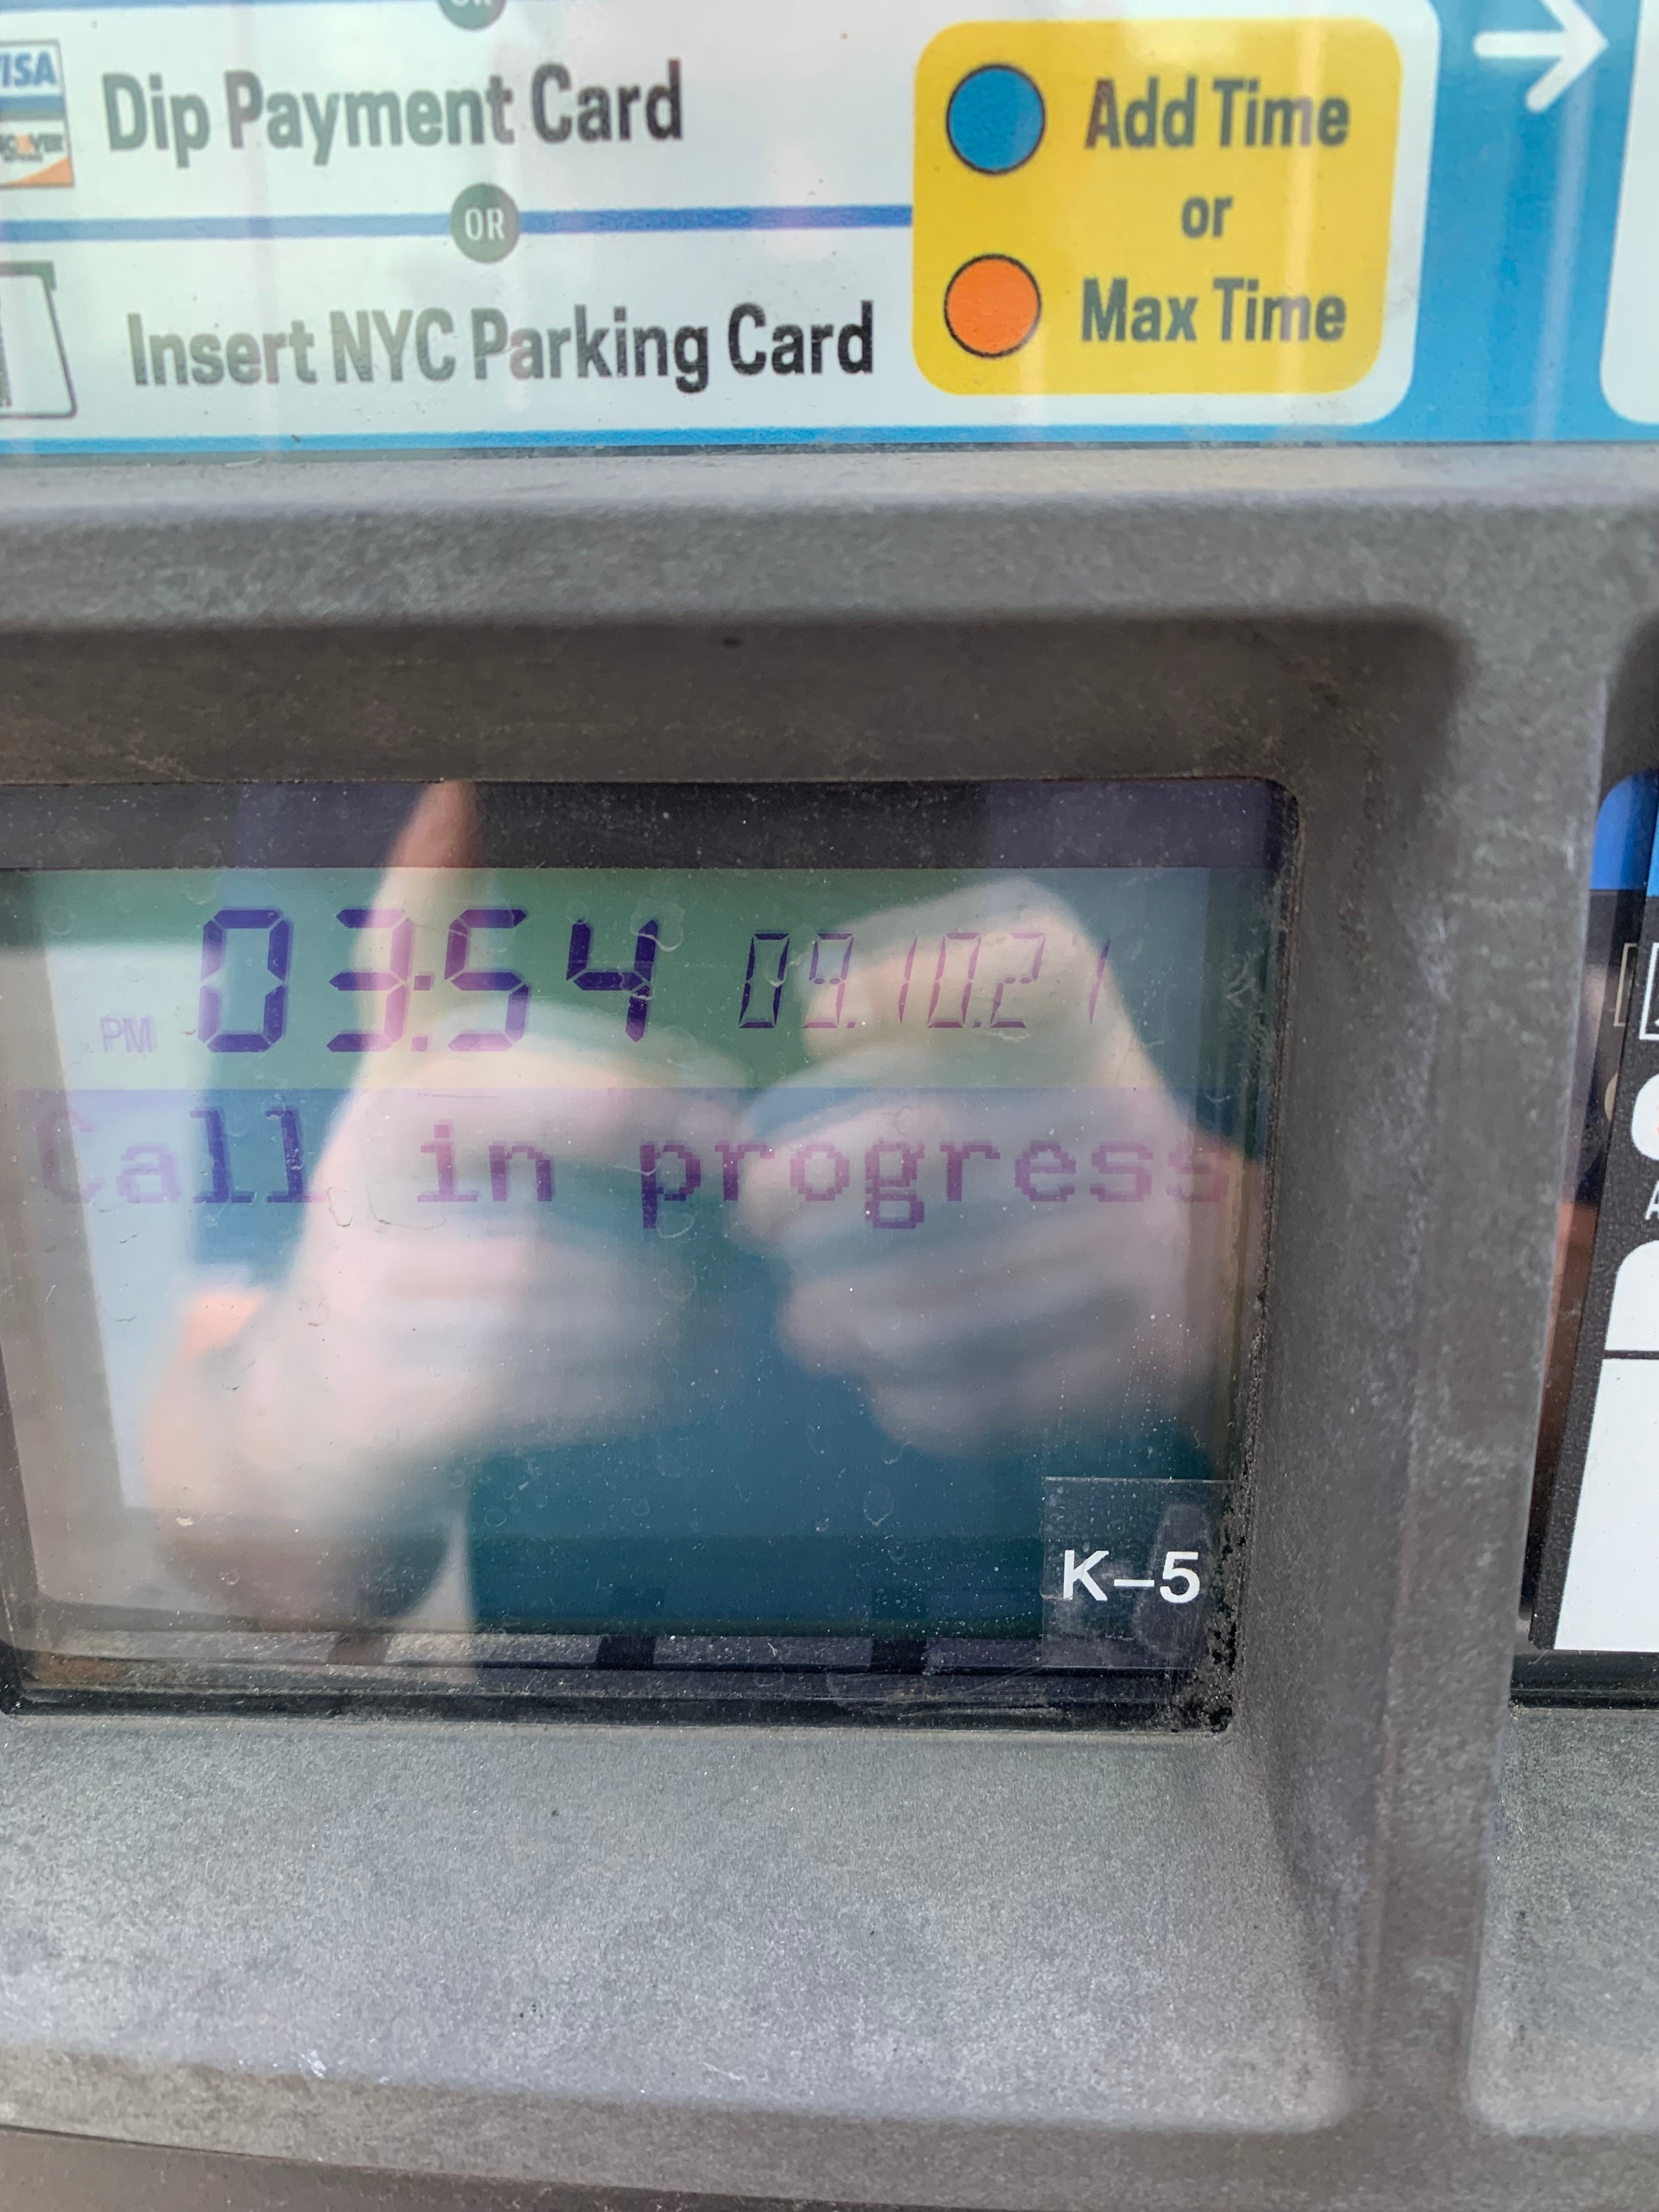 OR
VISA
Dip Payment Card
OR
Insert NYC Parking Card
Add Time
or
Max Time
PM 03:54 09.10.21
Call in progress
K-5